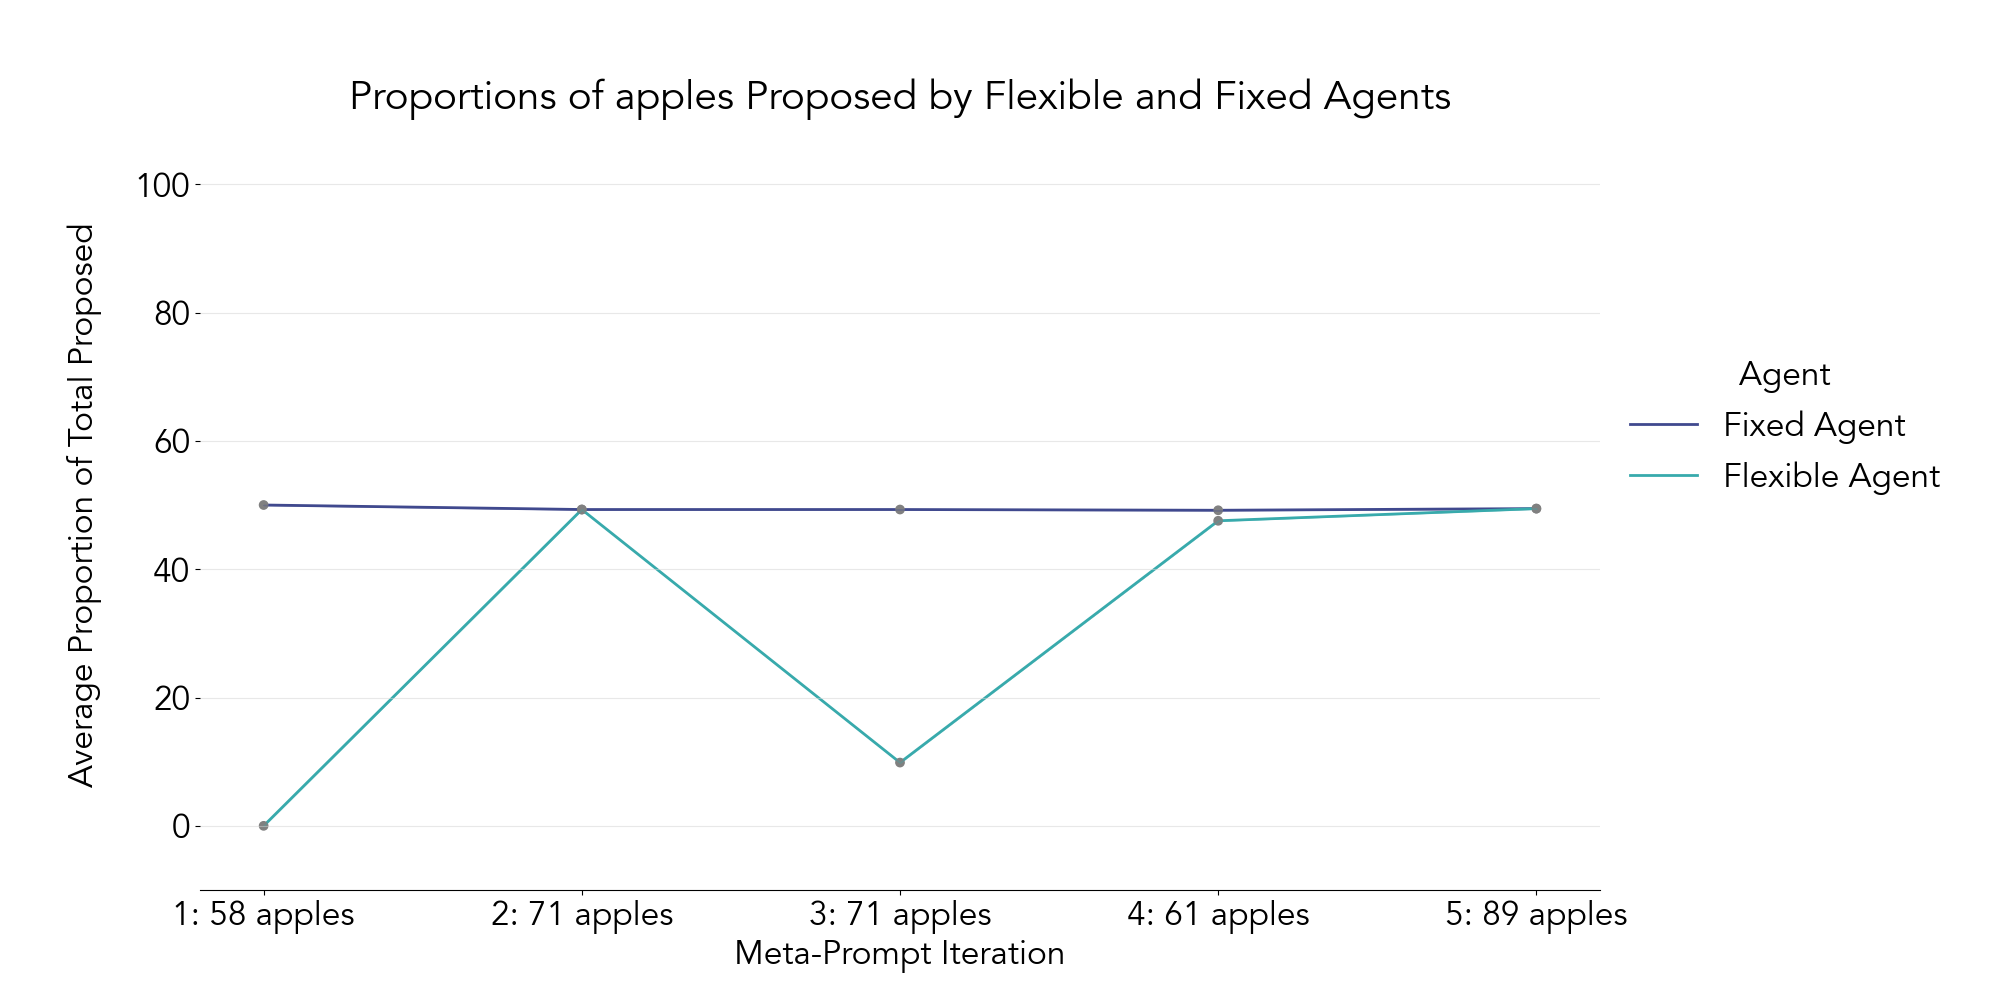 Proportions of apples Proposed by Flexible and Fixed Agents
Average Proportion of Total Proposed
100
80
60
40
20
0
1: 58 apples
2: 71 apples
3: 71 apples
4: 61 apples
5: 89 apples
Meta-Prompt Iteration
Agent
Fixed Agent
Flexible Agent